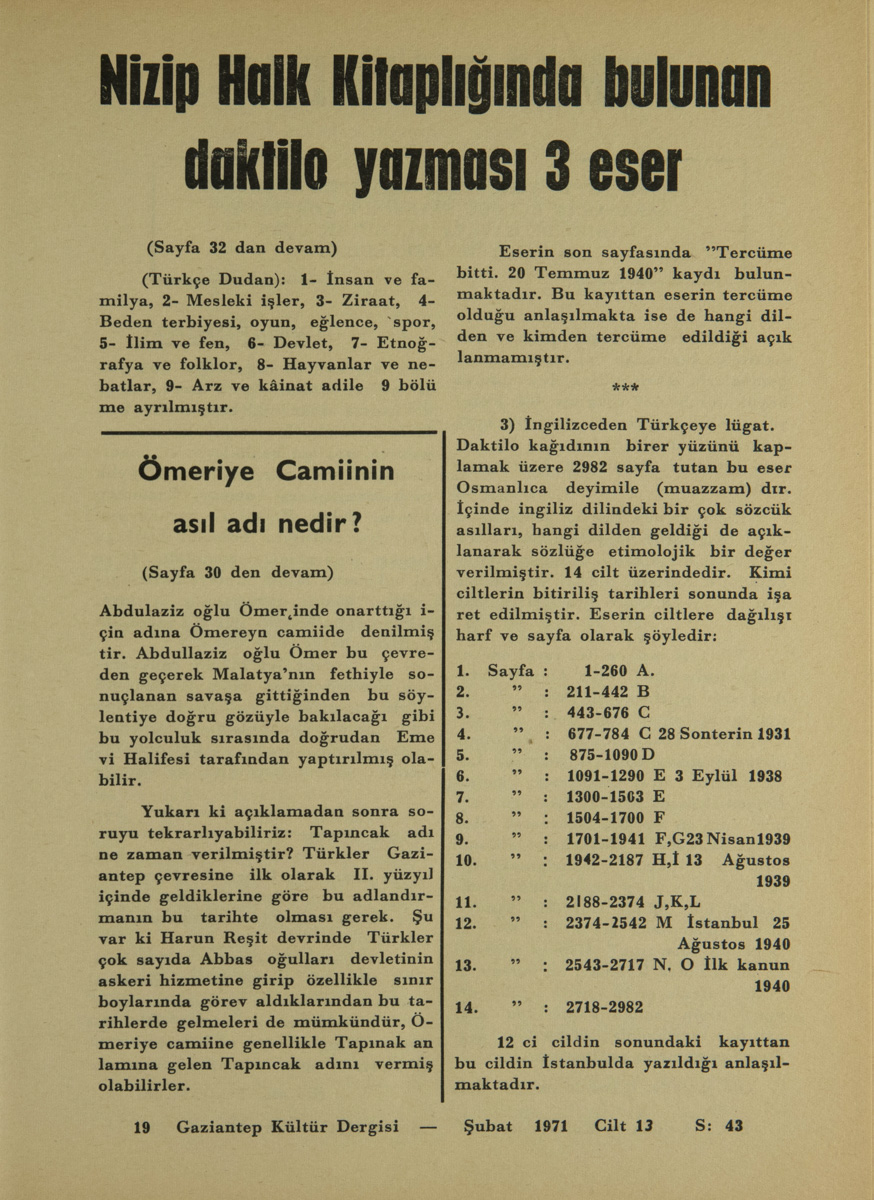 Nizip Halk Kitaplığında bulunan
daktilo yazması 3 eser
(Sayfa 32 dan devam)
(Türkçe Dudan): 1- İnsan ve fa-
milya, 2- Mesleki işler, 3- Ziraat, 4-
Beden terbiyesi, oyun, eğlence, spor,
5- İlim ve fen, 6- Devlet, 7- Etnoğ-
rafya ve folklor, 8- Hayvanlar ve ne-
batlar, 9- Arz ve kâinat adile 9 bölü
me ayrılmıştır.
Ömeriye Camiinin
asıl adı nedir?
(Sayfa 30 den devam)
Abdulaziz oğlu Ömer,inde onarttığı i-
çin adına Ömereyn camiide denilmiş
tir. Abdullaziz oğlu Ömer bu çevre-
den geçerek Malatya'nın fethiyle so-
nuçlanan savaşa gittiğinden bu söy-
lentiye doğru gözüyle bakılacağı gibi
bu yolculuk sırasında doğrudan Eme
vi Halifesi tarafından yaptırılmış ola-
bilir.
Yukarı ki açıklamadan sonra so-
ruyu tekrarlıyabiliriz: Tapıncak adı
ne zaman verilmiştir? Türkler Gazi-
antep çevresine ilk olarak II. yüzyıl
içinde geldiklerine göre bu adlandır-
manın bu tarihte olması gerek. Şu
var ki Harun Reşit devrinde Türkler
çok sayıda Abbas oğulları devletinin
askeri hizmetine girip özellikle sınır
boylarında görev aldıklarından bu ta-
rihlerde gelmeleri de mümkündür, Ö-
meriye camiine genellikle Tapınak an
lamına gelen Tapıncak adını vermiş
olabilirler.
Eserin son sayfasında ”Tercüme
bitti. 20 Temmuz 1940” kaydı bulun-
maktadır. Bu kayıttan eserin tercüme
olduğu anlaşılmakta ise de hangi dil-
den ve kimden tercüme edildiği açık
lanmamıştır.
***
3) İngilizceden Türkçeye lügat.
Daktilo kağıdının birer yüzünü kap-
lamak üzere 2982 sayfa tutan bu eser
Osmanlıca deyimile (muazzam) dır.
İçinde ingiliz dilindeki bir çok sözcük
asılları, hangi dilden geldiği de açık-
lanarak sözlüğe etimolojik bir değer
verilmiştir. 14 cilt üzerindedir. Kimi
ciltlerin bitiriliş tarihleri sonunda işa
ret edilmiştir. Eserin ciltlere dağılışı
harf ve sayfa olarak şöyledir:
1. Sayfa : 1-260 A.
2. ” : 211-442 B
3. ” : 443-676 C
4. ” : 677-784 C 28 Sonterin 1931
5. ” : 875-1090 D
6. ” : 1091-1290 E 3 Eylül 1938
7. ” : 1300-1503 E
8. ” : 1504-1700 F
9. ” : 1701-1941 F,G23 Nisan1939
10. ” : 1942-2187 H,İ 13 Ağustos
1939
11. ” : 2188-2374 J,K,L
12. ” : 2374-2542 M İstanbul 25
Ağustos 1940
13. ” : 2543-2717 N, O İlk kanun
1940
14. ” : 2718-2982
12 ci cildin sonundaki kayıttan
bu cildin İstanbulda yazıldığı anlaşıl-
maktadır.
19 Gaziantep Kültür Dergisi — Şubat 1971 Cilt 13 S: 43